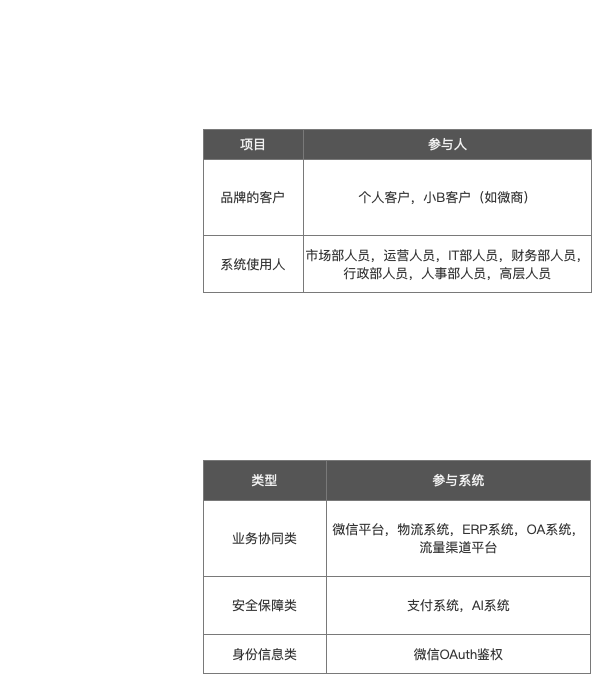 项目 参与人
品牌的客户 个人客户，小B客户（如微商）
系统使用人 市场部人员，运营人员，IT部人员，财务部人员，
行政部人员，人事部人员，高层人员
类型 参与系统
业务协同类 微信平台，物流系统，ERP系统，OA系统，
流量渠道平台
安全保障类 支付系统，AI系统
身份信息类 微信OAuth鉴权